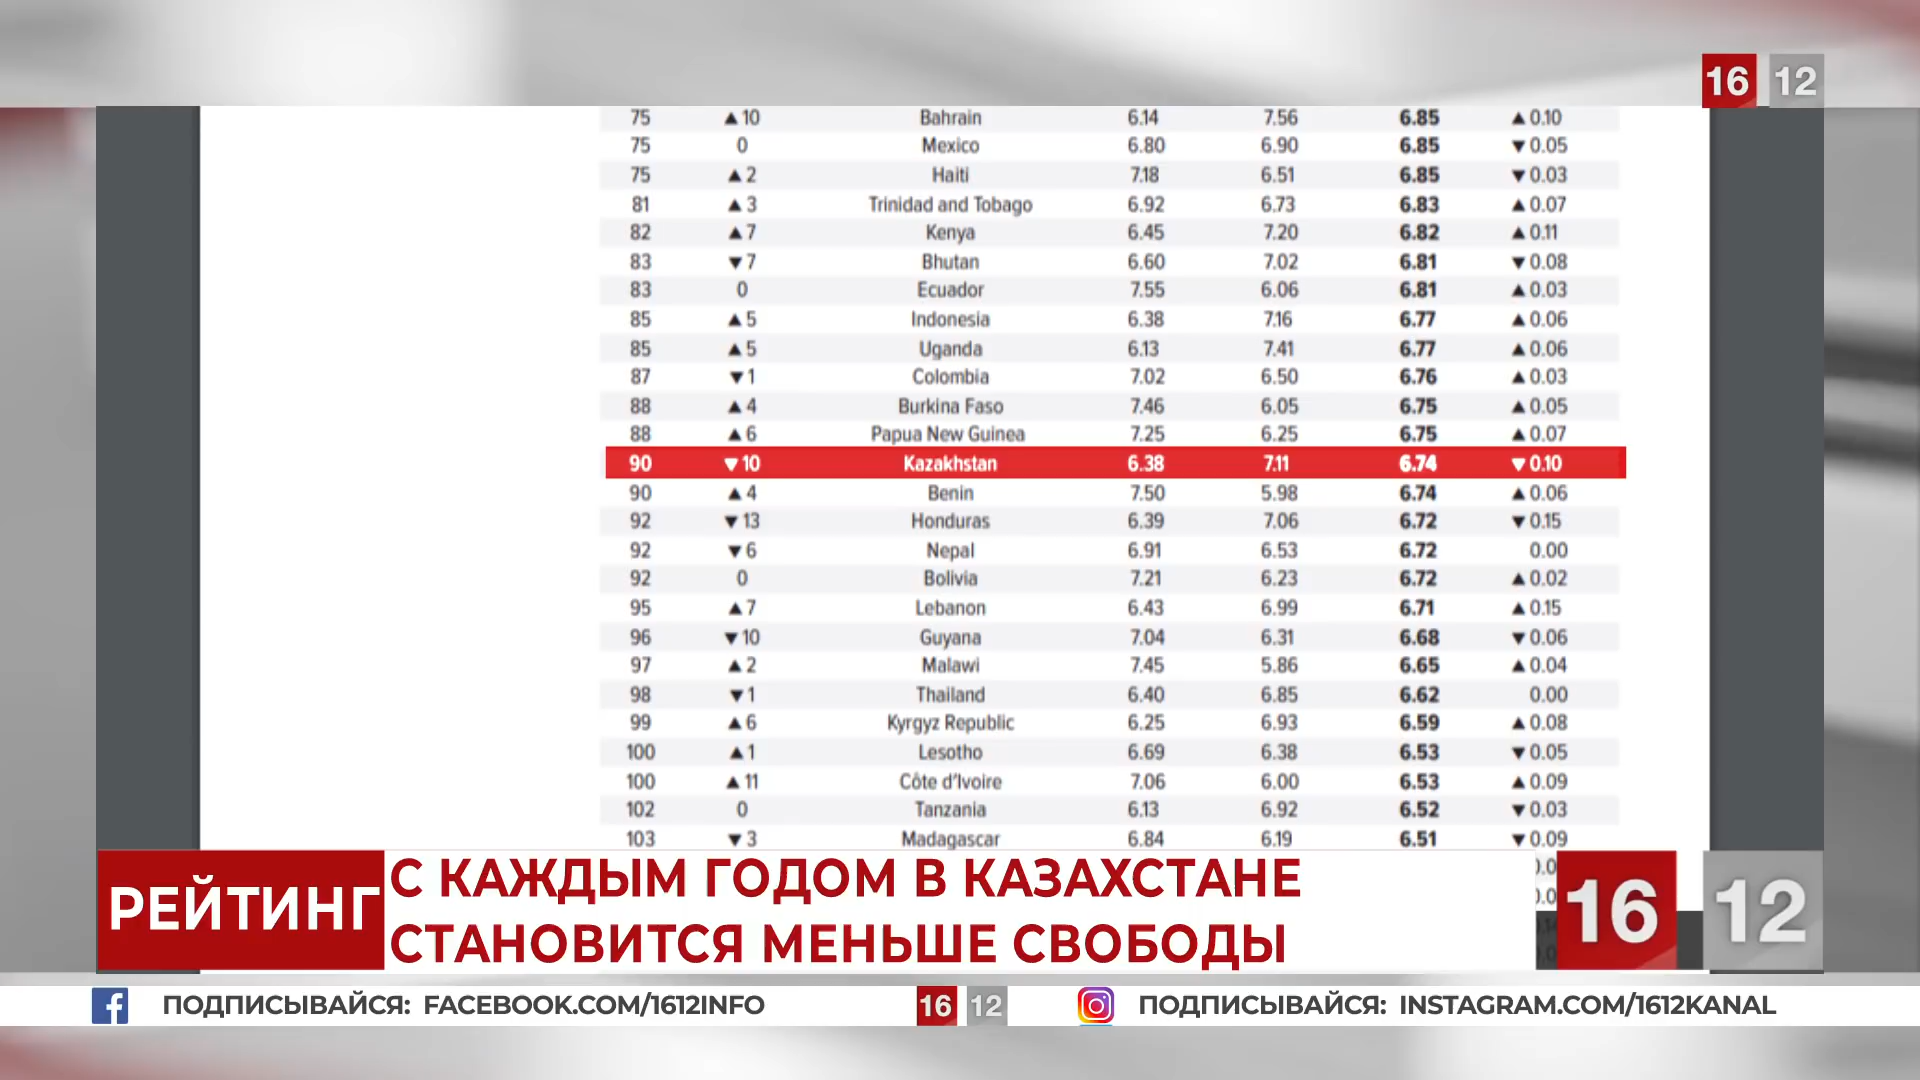 16 12
75 ▲10 Bahrain 6.14 7.56 6.85 ▲0.10
75 0 Mexico 6.80 6.90 6.85 ▼0.05
75 ▲2 Haiti 7.18 6.51 6.85 ▼0.03
81 ▲3 Trinidad and Tobago 6.92 6.73 6.83 ▲0.07
82 ▲7 Kenya 6.45 7.20 6.82 ▲0.11
83 ▼7 Bhutan 6.60 7.02 6.81 ▼0.08
83 0 Ecuador 7.55 6.06 6.81 ▲0.03
85 ▲5 Indonesia 6.38 7.16 6.77 ▲0.06
85 ▲5 Uganda 6.13 7.41 6.77 ▲0.06
87 ▼1 Colombia 7.02 6.50 6.76 ▲0.03
88 ▲4 Burkina Faso 7.46 6.05 6.75 ▲0.05
88 ▲6 Papua New Guinea 7.25 6.25 6.75 ▲0.07
90 ▼10 Kazakhstan 6.38 7.11 6.74 ▼0.10
90 ▲4 Benin 7.50 5.98 6.74 ▲0.06
92 ▼13 Honduras 6.39 7.06 6.72 ▼0.15
92 ▼6 Nepal 6.91 6.53 6.72 0.00
92 0 Bolivia 7.21 6.23 6.72 ▲0.02
95 ▲7 Lebanon 6.43 6.99 6.71 ▲0.15
96 ▼10 Guyana 7.04 6.31 6.68 ▼0.06
97 ▲2 Malawi 7.45 5.86 6.65 ▲0.04
98 ▼1 Thailand 6.40 6.85 6.62 0.00
99 ▲6 Kyrgyz Republic 6.25 6.93 6.59 ▲0.08
100 ▲1 Lesotho 6.69 6.38 6.53 ▼0.05
100 ▲11 Côte d'Ivoire 7.06 6.00 6.53 ▲0.09
102 0 Tanzania 6.13 6.92 6.52 ▼0.03
103 ▼3 Madagascar 6.84 6.19 6.51 ▼0.09
РЕЙТИНГ
С КАЖДЫМ ГОДОМ В КАЗАХСТАНЕ
СТАНОВИТСЯ МЕНЬШЕ СВОБОДЫ
16 12
ПОДПИСЫВАЙСЯ: FACEBOOK.COM/1612INFO
16 12
ПОДПИСЫВАЙСЯ: INSTAGRAM.COM/1612KANAL